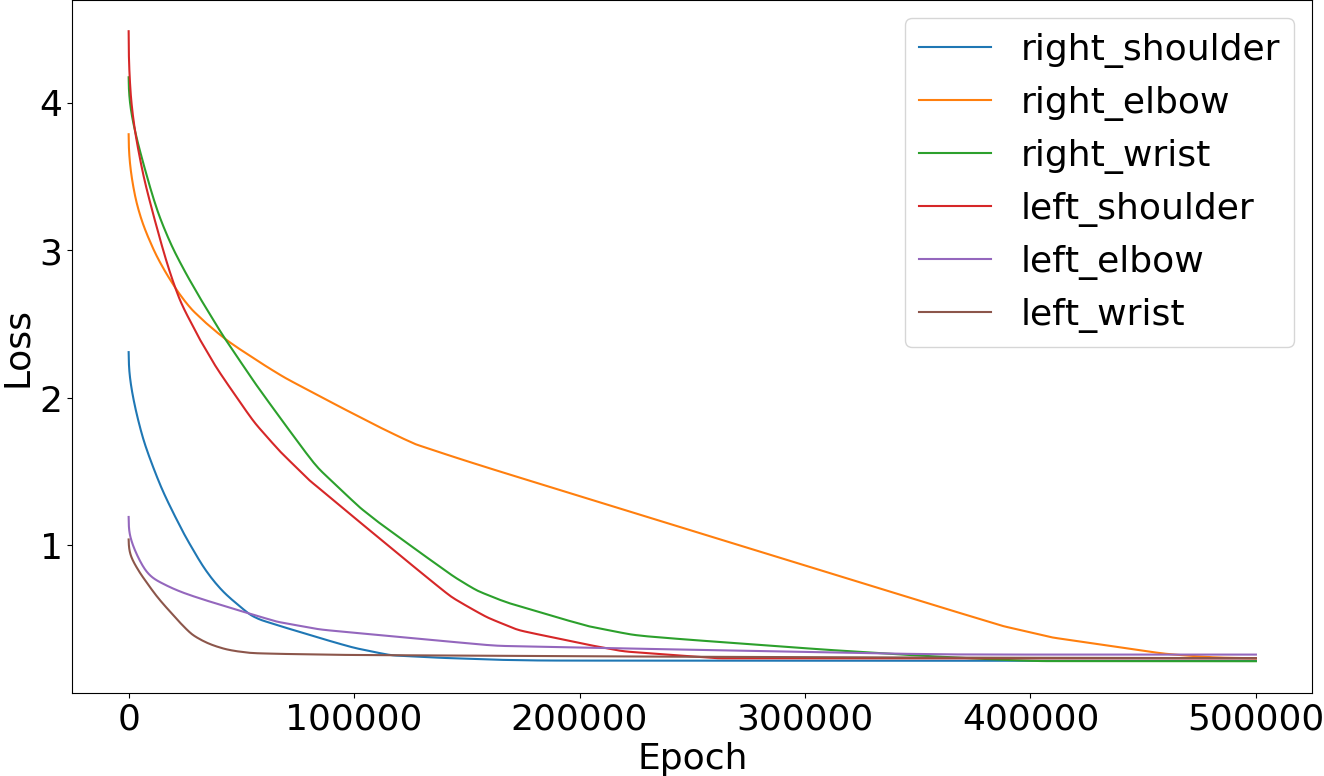 right_shoulder
right_elbow
right_wrist
left_shoulder
left_elbow
left_wrist
4
3
2
1
Loss
0 100000 200000 300000 400000 500000
Epoch